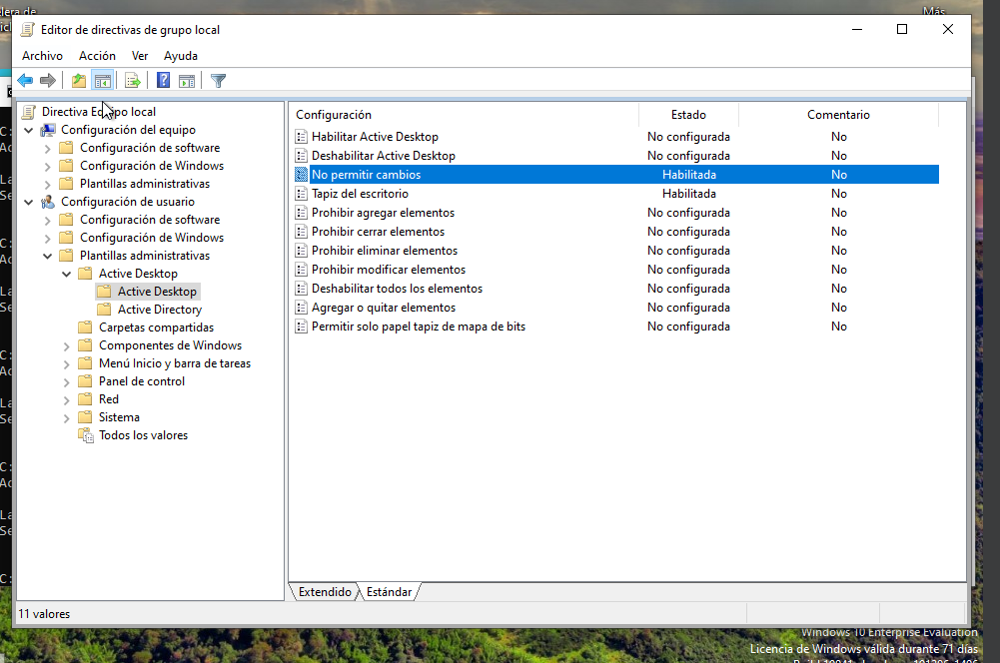 Más
Editor de directivas de grupo local
Archivo Acción Ver Ayuda
Directiva Equipo local
Configuración del equipo
Configuración de software
Configuración de Windows
Plantillas administrativas
Configuración de usuario
Configuración de software
Configuración de Windows
Plantillas administrativas
Active Desktop
Active Desktop
Active Directory
Carpetas compartidas
Componentes de Windows
Menú Inicio y barra de tareas
Panel de control
Red
Sistema
Todos los valores
Configuración Estado Comentario
Habilitar Active Desktop No configurada No
Deshabilitar Active Desktop No configurada No
No permitir cambios Habilitada No
Tapiz del escritorio Habilitada No
Prohibir agregar elementos No configurada No
Prohibir cerrar elementos No configurada No
Prohibir eliminar elementos No configurada No
Prohibir modificar elementos No configurada No
Deshabilitar todos los elementos No configurada No
Agregar o quitar elementos No configurada No
Permitir solo papel tapiz de mapa de bits No configurada No
Extendido Estándar
11 valores
Windows 10 Enterprise Evaluation
Licencia de Windows válida durante 71 días